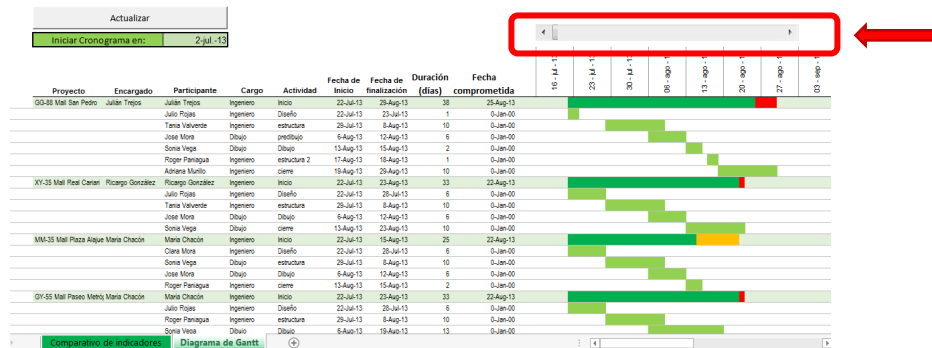 Actualizar
Iniciar Cronograma en: 2-jul.-13
16 - jul - 1 23 - jul - 1 30 - jul - 1 06 - ago - 1 13 - ago - 1 20 - ago - 1 27 - ago - 1 03 - sep - 1
Proyecto Encargado Participante Cargo Actividad Fecha de Inicio Fecha de finalización Duración (días) Fecha comprometida
GG-88 Mall San Pedro Julián Trejos Julián Trejos Ingeniero Inicio 22-Jul-13 29-Aug-13 38 25-Aug-13
Julio Rojas Ingeniero Diseño 22-Jul-13 23-Jul-13 1 0-Jan-00
Tania Valverde Ingeniero estructura 29-Jul-13 8-Aug-13 10 0-Jan-00
Jose Mora Dibujo predibujo 6-Aug-13 12-Aug-13 6 0-Jan-00
Sonia Vega Dibujo Dibujo 13-Aug-13 15-Aug-13 2 0-Jan-00
Roger Paniagua Ingeniero estructura 2 17-Aug-13 18-Aug-13 1 0-Jan-00
Adriana Murillo Ingeniero cierre 19-Aug-13 29-Aug-13 10 0-Jan-00
XY-35 Mall Real Cariari Ricargo González Ricargo González Ingeniero Inicio 22-Jul-13 23-Aug-13 33 22-Aug-13
Julio Rojas Ingeniero Diseño 22-Jul-13 28-Jul-13 6 0-Jan-00
Tania Valverde Ingeniero estructura 29-Jul-13 8-Aug-13 10 0-Jan-00
Jose Mora Dibujo Dibujo 6-Aug-13 12-Aug-13 6 0-Jan-00
Sonia Vega Dibujo cierre 13-Aug-13 23-Aug-13 10 0-Jan-00
MM-35 Mall Plaza Alajue María Chacón María Chacón Ingeniero Inicio 22-Jul-13 15-Aug-13 25 22-Aug-13
Clara Mora Ingeniero Diseño 22-Jul-13 28-Jul-13 6 0-Jan-00
Sonia Vega Dibujo estructura 29-Jul-13 8-Aug-13 10 0-Jan-00
Jose Mora Dibujo Dibujo 6-Aug-13 12-Aug-13 6 0-Jan-00
Roger Paniagua Ingeniero cierre 13-Aug-13 15-Aug-13 2 0-Jan-00
GY-55 Mall Paseo Metró María Chacón María Chacón Ingeniero Inicio 22-Jul-13 23-Aug-13 33 22-Aug-13
Julio Rojas Ingeniero Diseño 22-Jul-13 28-Jul-13 6 0-Jan-00
Roger Paniagua Ingeniero estructura 29-Jul-13 8-Aug-13 10 0-Jan-00
Sonia Vega Dibujo Dibujo 6-Aug-13 19-Aug-13 13 0-Jan-00
Comparativo de indicadores Diagrama de Gantt